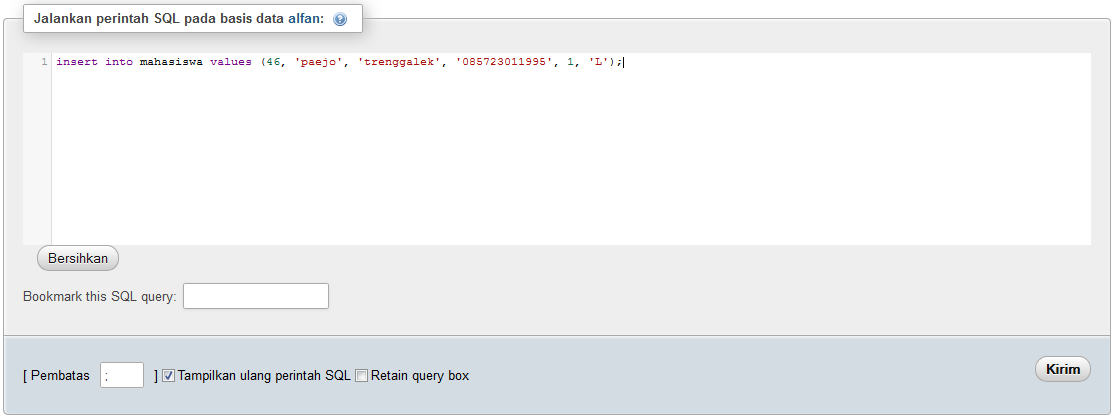 Jalankan perintah SQL pada basis data alfan:
1 insert into mahasiswa values (46, 'paejo', 'trenggalek', '085723011995', 1, 'L');
Bersihkan
Bookmark this SQL query:
[ Pembatas ; ] Tampilkan ulang perintah SQL Retain query box Kirim